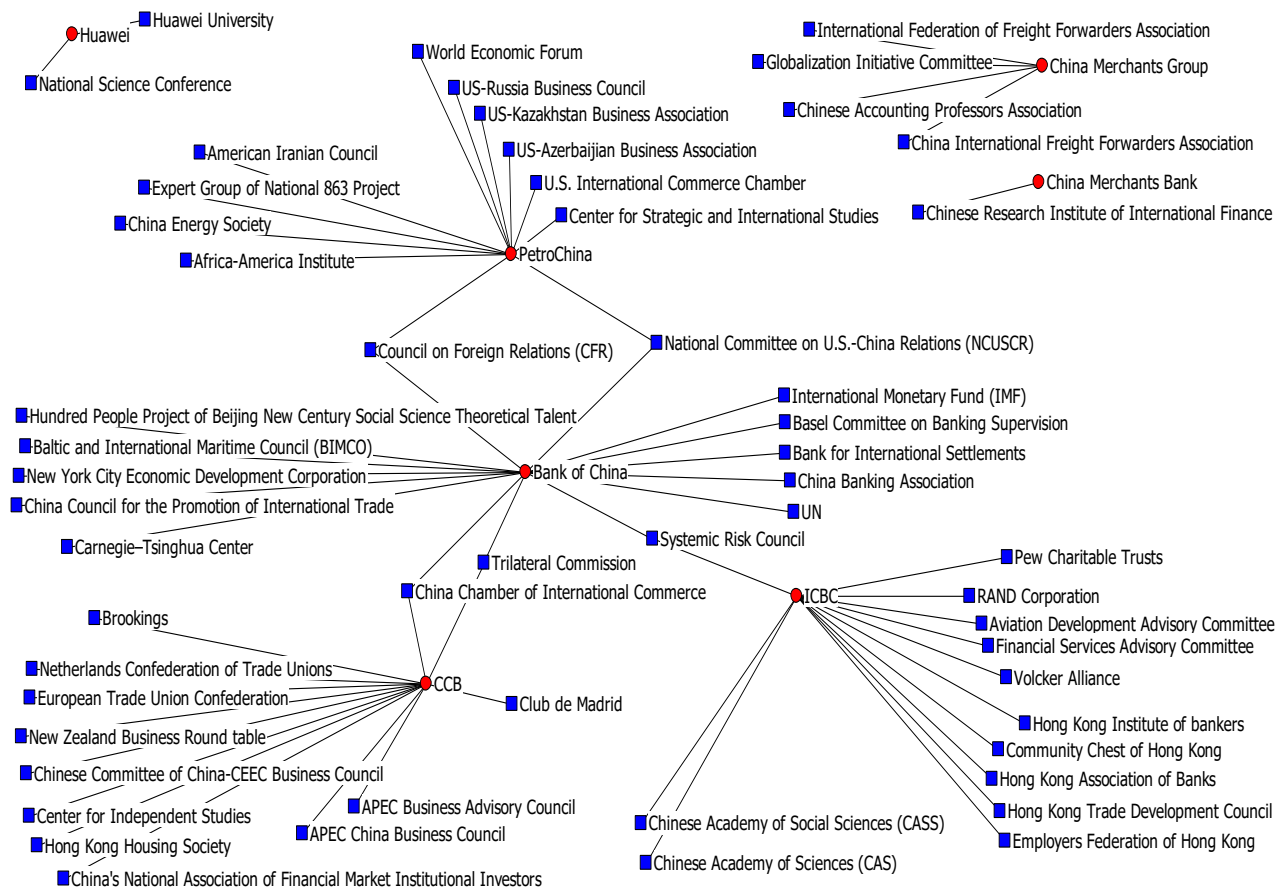 Huawei University
Huawei
National Science Conference
World Economic Forum
US-Russia Business Council
US-Kazakhstan Business Association
US-Azerbaijian Business Association
U.S. International Commerce Chamber
Center for Strategic and International Studies
American Iranian Council
Expert Group of National 863 Project
China Energy Society
Africa-America Institute
PetroChina
International Federation of Freight Forwarders Association
Globalization Initiative Committee
China Merchants Group
Chinese Accounting Professors Association
China International Freight Forwarders Association
China Merchants Bank
Chinese Research Institute of International Finance
Council on Foreign Relations (CFR)
National Committee on U.S.-China Relations (NCUSCR)
Hundred People Project of Beijing New Century Social Science Theoretical Talent
Baltic and International Maritime Council (BIMCO)
New York City Economic Development Corporation
China Council for the Promotion of International Trade
Carnegie–Tsinghua Center
Bank of China
International Monetary Fund (IMF)
Basel Committee on Banking Supervision
Bank for International Settlements
China Banking Association
UN
Systemic Risk Council
Trilateral Commission
China Chamber of International Commerce
Brookings
Netherlands Confederation of Trade Unions
European Trade Union Confederation
New Zealand Business Round table
Chinese Committee of China-CEEC Business Council
Center for Independent Studies
Hong Kong Housing Society
China's National Association of Financial Market Institutional Investors
CCB
Club de Madrid
APEC Business Advisory Council
APEC China Business Council
ICBC
Pew Charitable Trusts
RAND Corporation
Aviation Development Advisory Committee
Financial Services Advisory Committee
Volcker Alliance
Hong Kong Institute of bankers
Community Chest of Hong Kong
Hong Kong Association of Banks
Hong Kong Trade Development Council
Employers Federation of Hong Kong
Chinese Academy of Social Sciences (CASS)
Chinese Academy of Sciences (CAS)